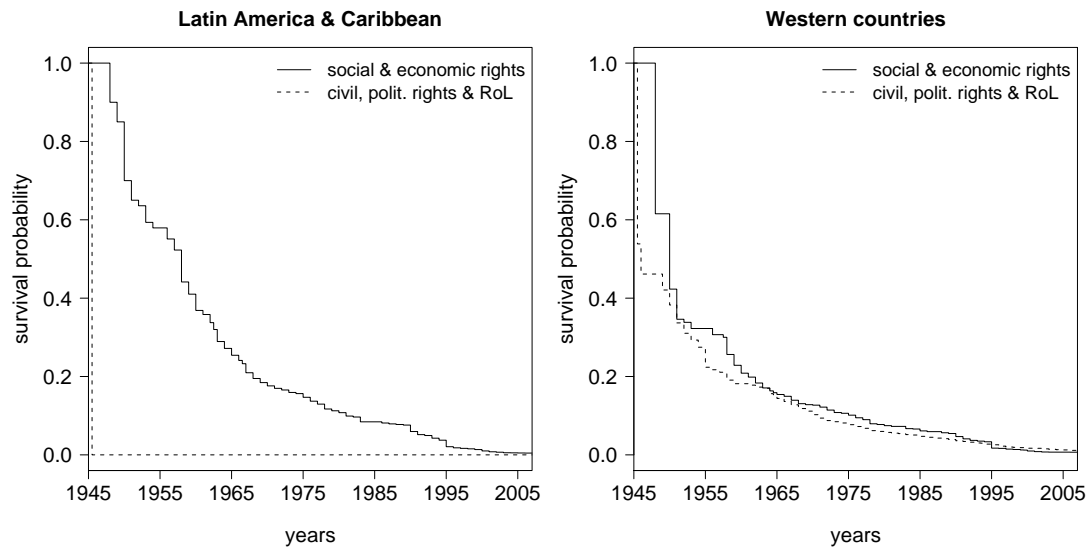 Latin America & Caribbean
social & economic rights
civil, polit. rights & RoL
survival probability
1.0
0.8
0.6
0.4
0.2
0.0
1945 1955 1965 1975 1985 1995 2005
years
Western countries
social & economic rights
civil, polit. rights & RoL
survival probability
1.0
0.8
0.6
0.4
0.2
0.0
1945 1955 1965 1975 1985 1995 2005
years